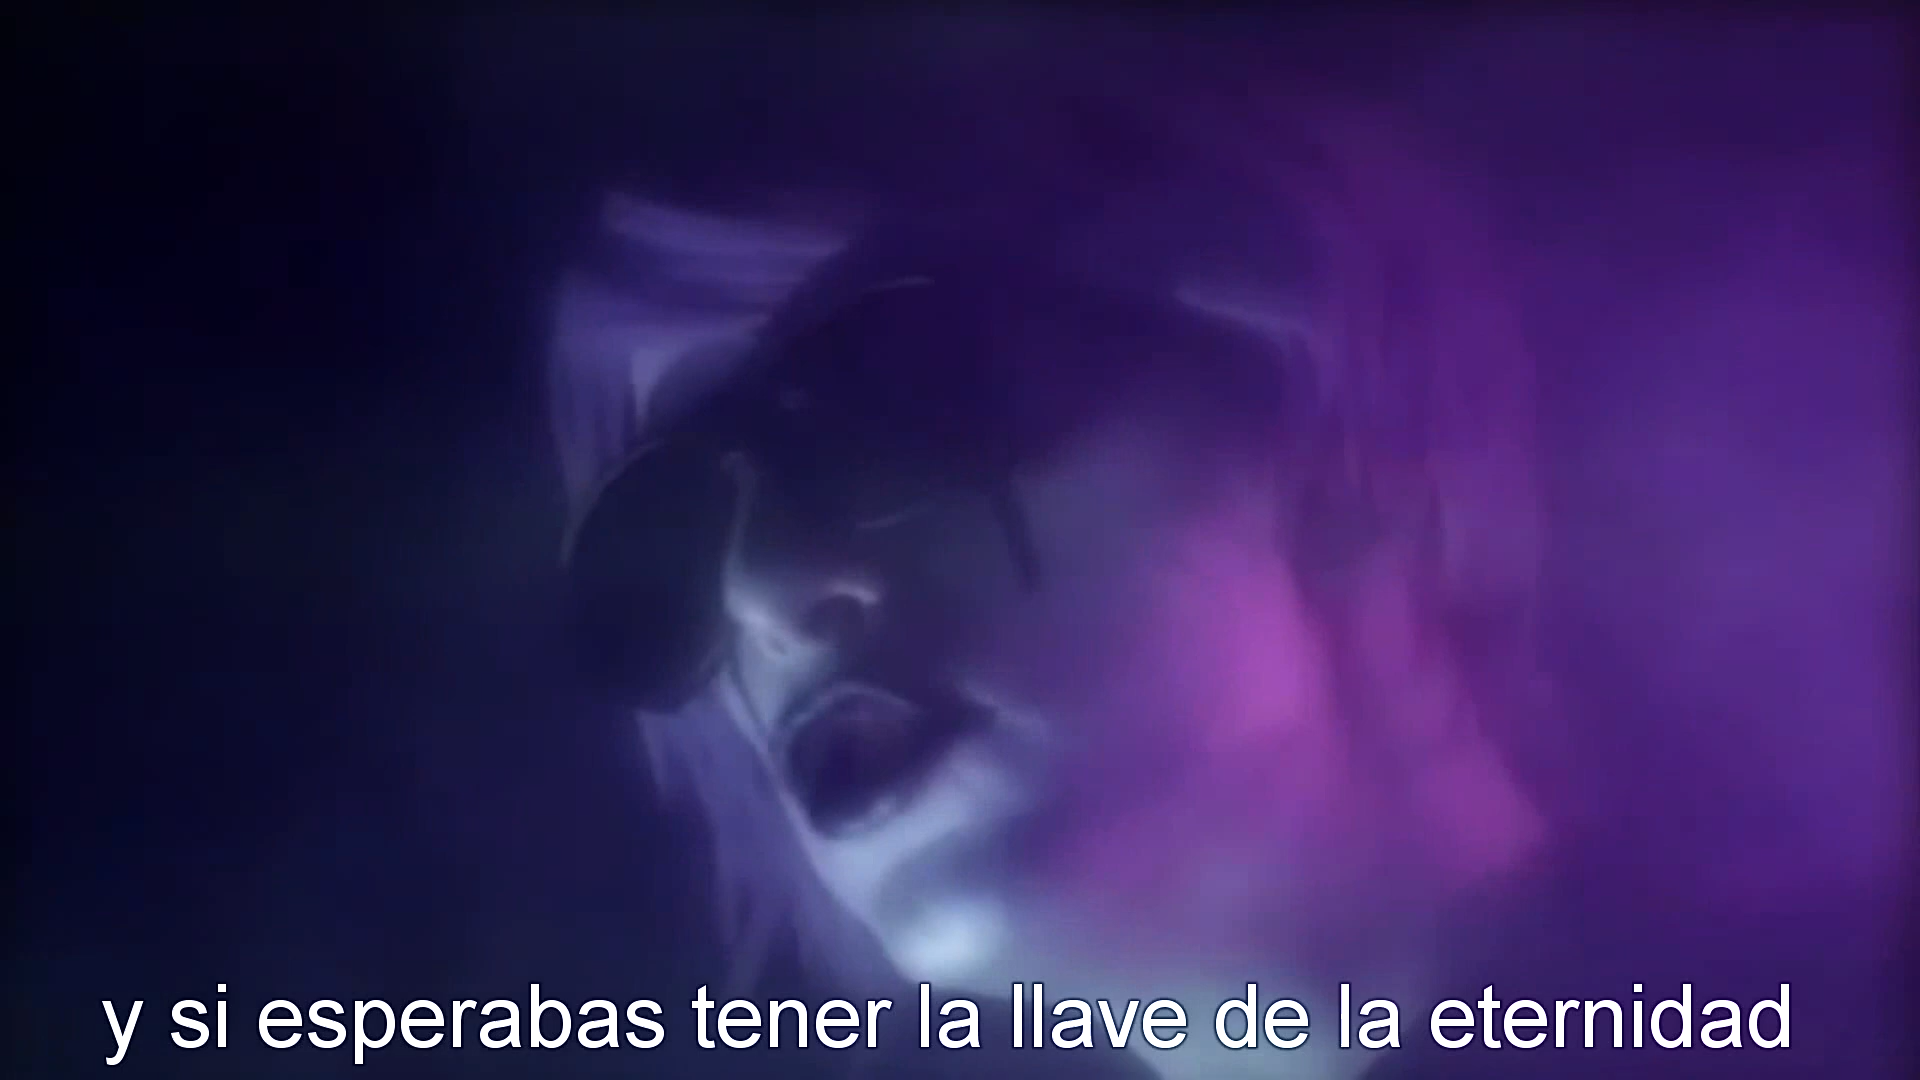 y si esperabas tener la llave de la eternidad